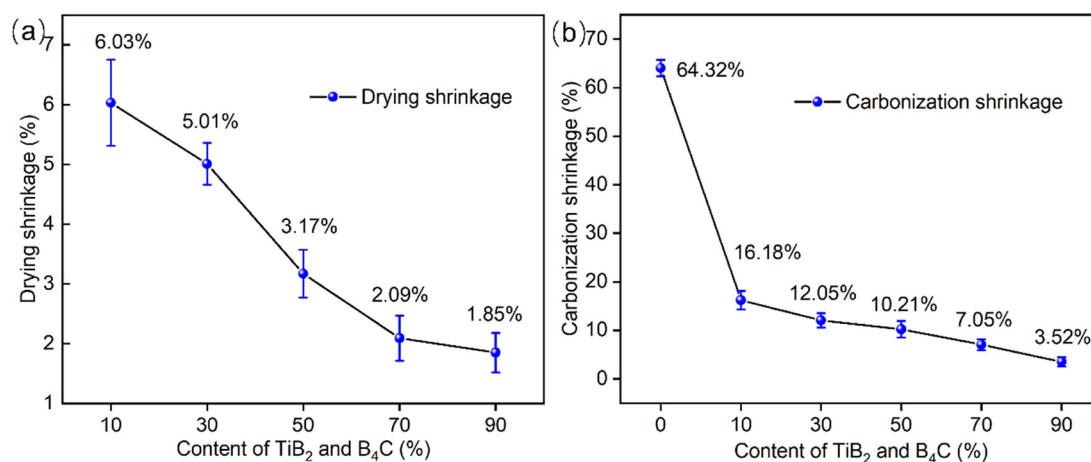 (a)
7
6
5
4
3
2
1
Drying shrinkage (%)
6.03%
5.01%
3.17%
2.09%
1.85%
Drying shrinkage
10 30 50 70 90
Content of TiB₂ and B₄C (%)
(b)
70
60
50
40
30
20
10
0
Carbonization shrinkage (%)
64.32%
16.18%
12.05%
10.21%
7.05%
3.52%
Carbonization shrinkage
0 10 30 50 70 90
Content of TiB₂ and B₄C (%)